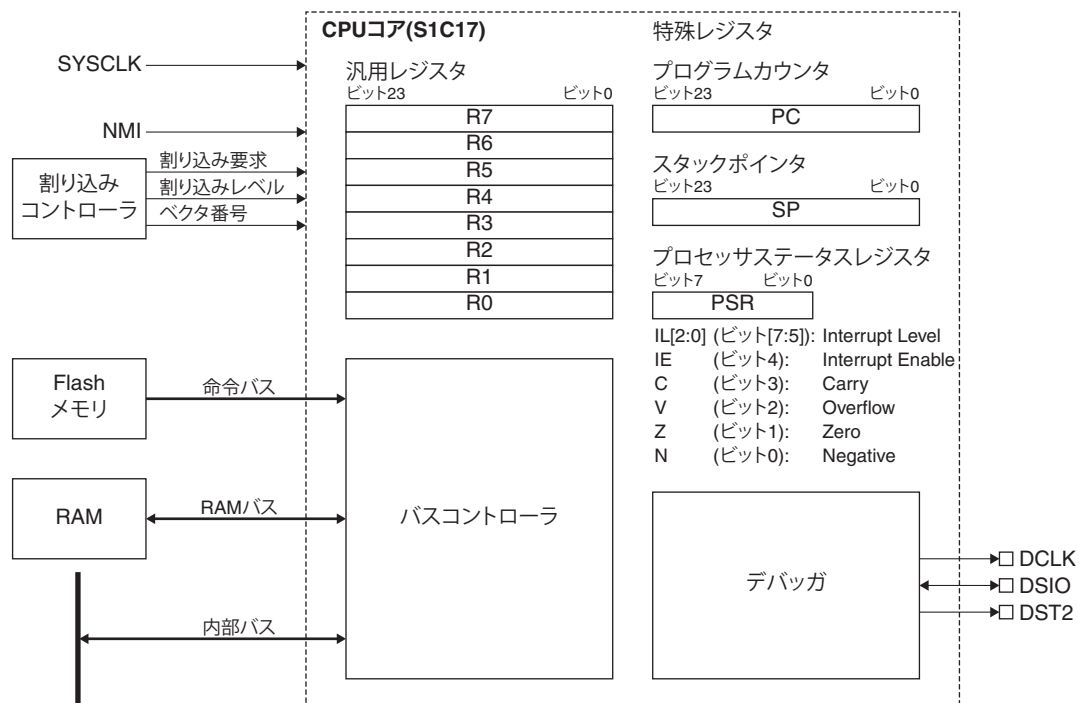 CPUコア(S1C17)
特殊レジスタ
SYSCLK
汎用レジスタ
ビット23 ビット0
プログラムカウンタ
ビット23 ビット0
R7
PC
NMI
R6
割り込み
コントローラ
割り込み要求
割り込みレベル
ベクタ番号
R5
R4
R3
R2
R1
R0
スタックポインタ
ビット23 ビット0
SP
プロセッサステータスレジスタ
ビット7 ビット0
PSR
IL[2:0] (ビット[7:5]): Interrupt Level
IE (ビット4): Interrupt Enable
C (ビット3): Carry
V (ビット2): Overflow
Z (ビット1): Zero
N (ビット0): Negative
Flash
メモリ
命令バス
RAM
RAMバス
バスコントローラ
内部バス
デバッガ
DCLK
DSIO
DST2